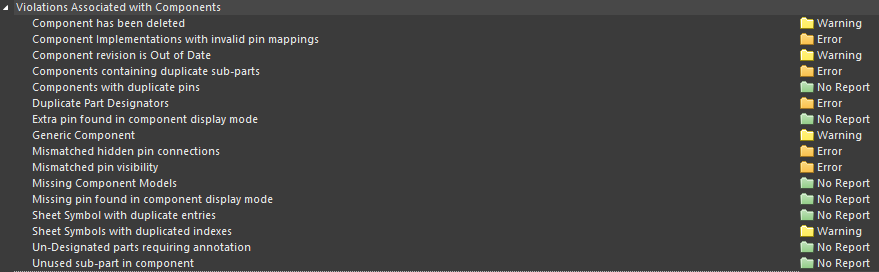 Violations Associated with Components
Component has been deleted Warning
Component Implementations with invalid pin mappings Error
Component revision is Out of Date Warning
Components containing duplicate sub-parts Error
Components with duplicate pins No Report
Duplicate Part Designators Error
Extra pin found in component display mode No Report
Generic Component Warning
Mismatched hidden pin connections Error
Mismatched pin visibility Error
Missing Component Models No Report
Missing pin found in component display mode No Report
Sheet Symbol with duplicate entries No Report
Sheet Symbols with duplicated indexes Warning
Un-Designated parts requiring annotation No Report
Unused sub-part in component No Report